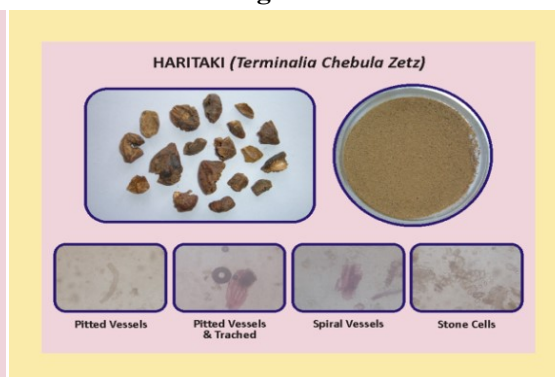 HARITAKI (Terminalia Chebula Zetz)
Pitted Vessels
Pitted Vessels
& Trached
Spiral Vessels
Stone Cells